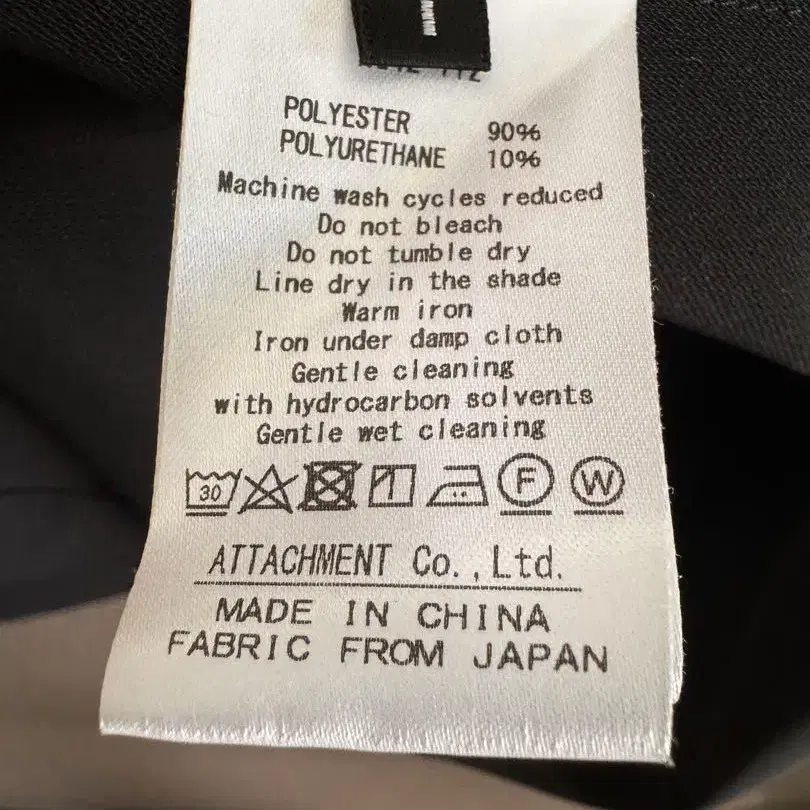 POLYESTER 90%
POLYURETHANE 10%
Machine wash cycles reduced
Do not bleach
Do not tumble dry
Line dry in the shade
Warm iron
Iron under damp cloth
Gentle cleaning
with hydrocarbon solvents
Gentle wet cleaning
30 F W
ATTACHMENT Co.,Ltd.
MADE IN CHINA
FABRIC FROM JAPAN